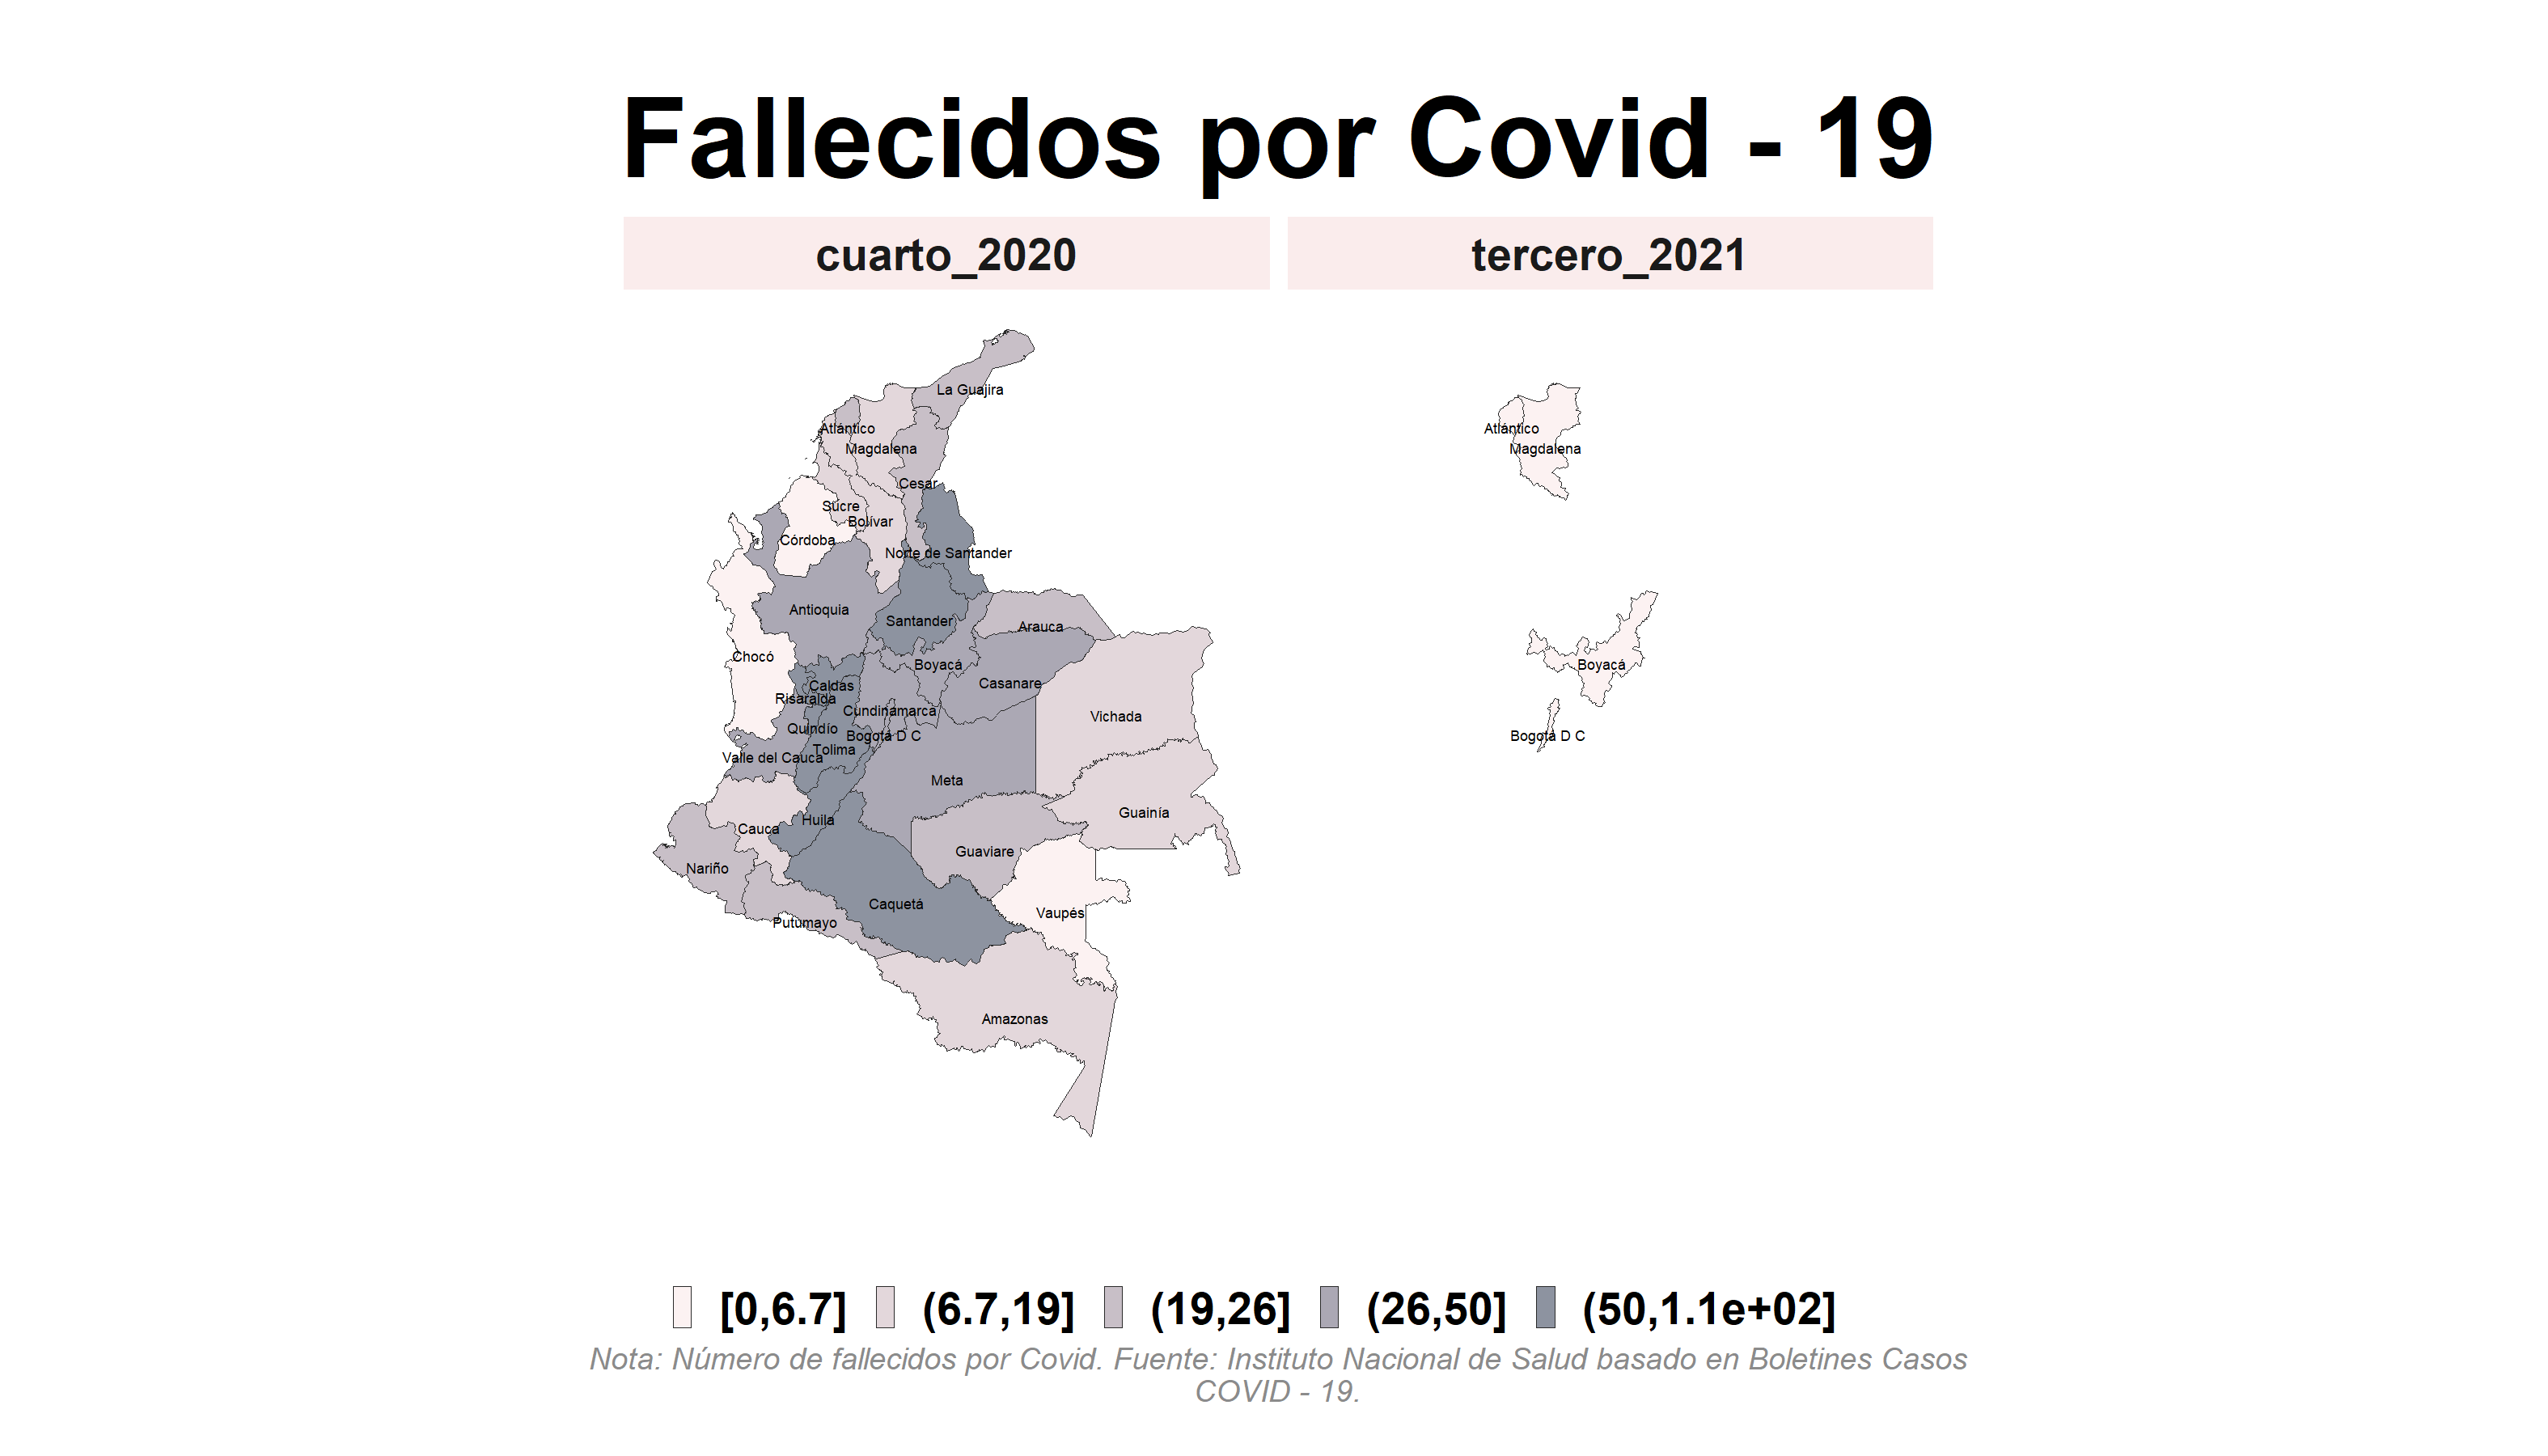 Fallecidos por Covid - 19
cuarto_2020
tercero_2021
La Guajira
Atlántico
Magdalena
Cesar
Sucre
Bolívar
Córdoba
Norte de Santander
Antioquia
Santander
Arauca
Chocó
Boyacá
Caldas
Casanare
Risaralda
Cundinamarca
Vichada
Quindío
Bogotá D C
Tolima
Valle del Cauca
Meta
Guainía
Huila
Cauca
Guaviare
Nariño
Caquetá
Vaupés
Putumayo
Amazonas
Atlántico
Magdalena
Boyacá
Bogotá D C
[0,6.7] (6.7,19] (19,26] (26,50] (50,1.1e+02]
Nota: Número de fallecidos por Covid. Fuente: Instituto Nacional de Salud basado en Boletines Casos
COVID - 19.